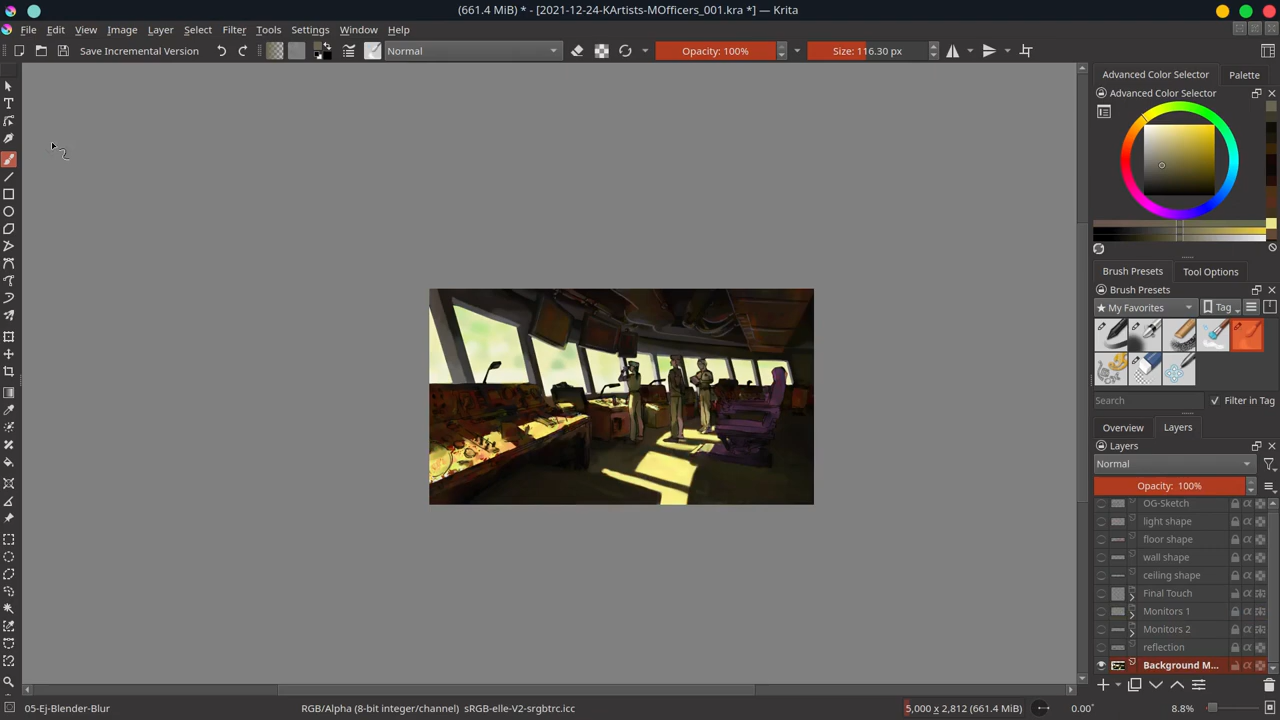 (661.4 MiB) * - [2021-12-24-KArtists-MOfficers_001.kra *] — Krita
File Edit View Image Layer Select Filter Tools Settings Window Help
Save Incremental Version Normal Opacity: 100% Size: 116.30 px
Advanced Color Selector Palette
Advanced Color Selector
Brush Presets Tool Options
Brush Presets
My Favorites Tag
Search Filter in Tag
Overview Layers
Layers
Normal
Opacity: 100%
OG-Sketch
light shape
floor shape
wall shape
ceiling shape
Final Touch
Monitors 1
Monitors 2
reflection
Background M...
05-Ej-Blender-Blur RGB/Alpha (8-bit integer/channel) sRGB-elle-V2-srgbtrc.icc 5,000 x 2,812 (661.4 MiB) 0.00° 8.8%